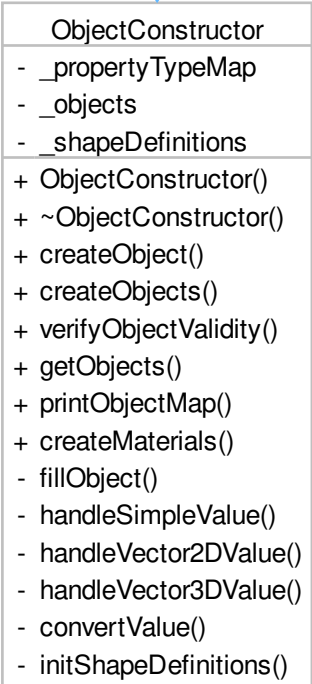 ObjectConstructor
- _propertyTypeMap
- _objects
- _shapeDefinitions
+ ObjectConstructor()
+ ~ObjectConstructor()
+ createObject()
+ createObjects()
+ verifyObjectValidity()
+ getObjects()
+ printObjectMap()
+ createMaterials()
- fillObject()
- handleSimpleValue()
- handleVector2DValue()
- handleVector3DValue()
- convertValue()
- initShapeDefinitions()